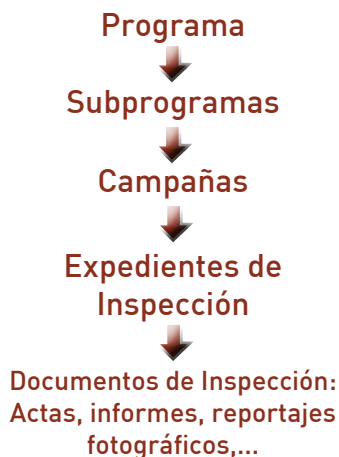 Programa
Subprogramas
Campañas
Expedientes de
Inspección
Documentos de Inspección:
Actas, informes, reportajes
fotográficos,...